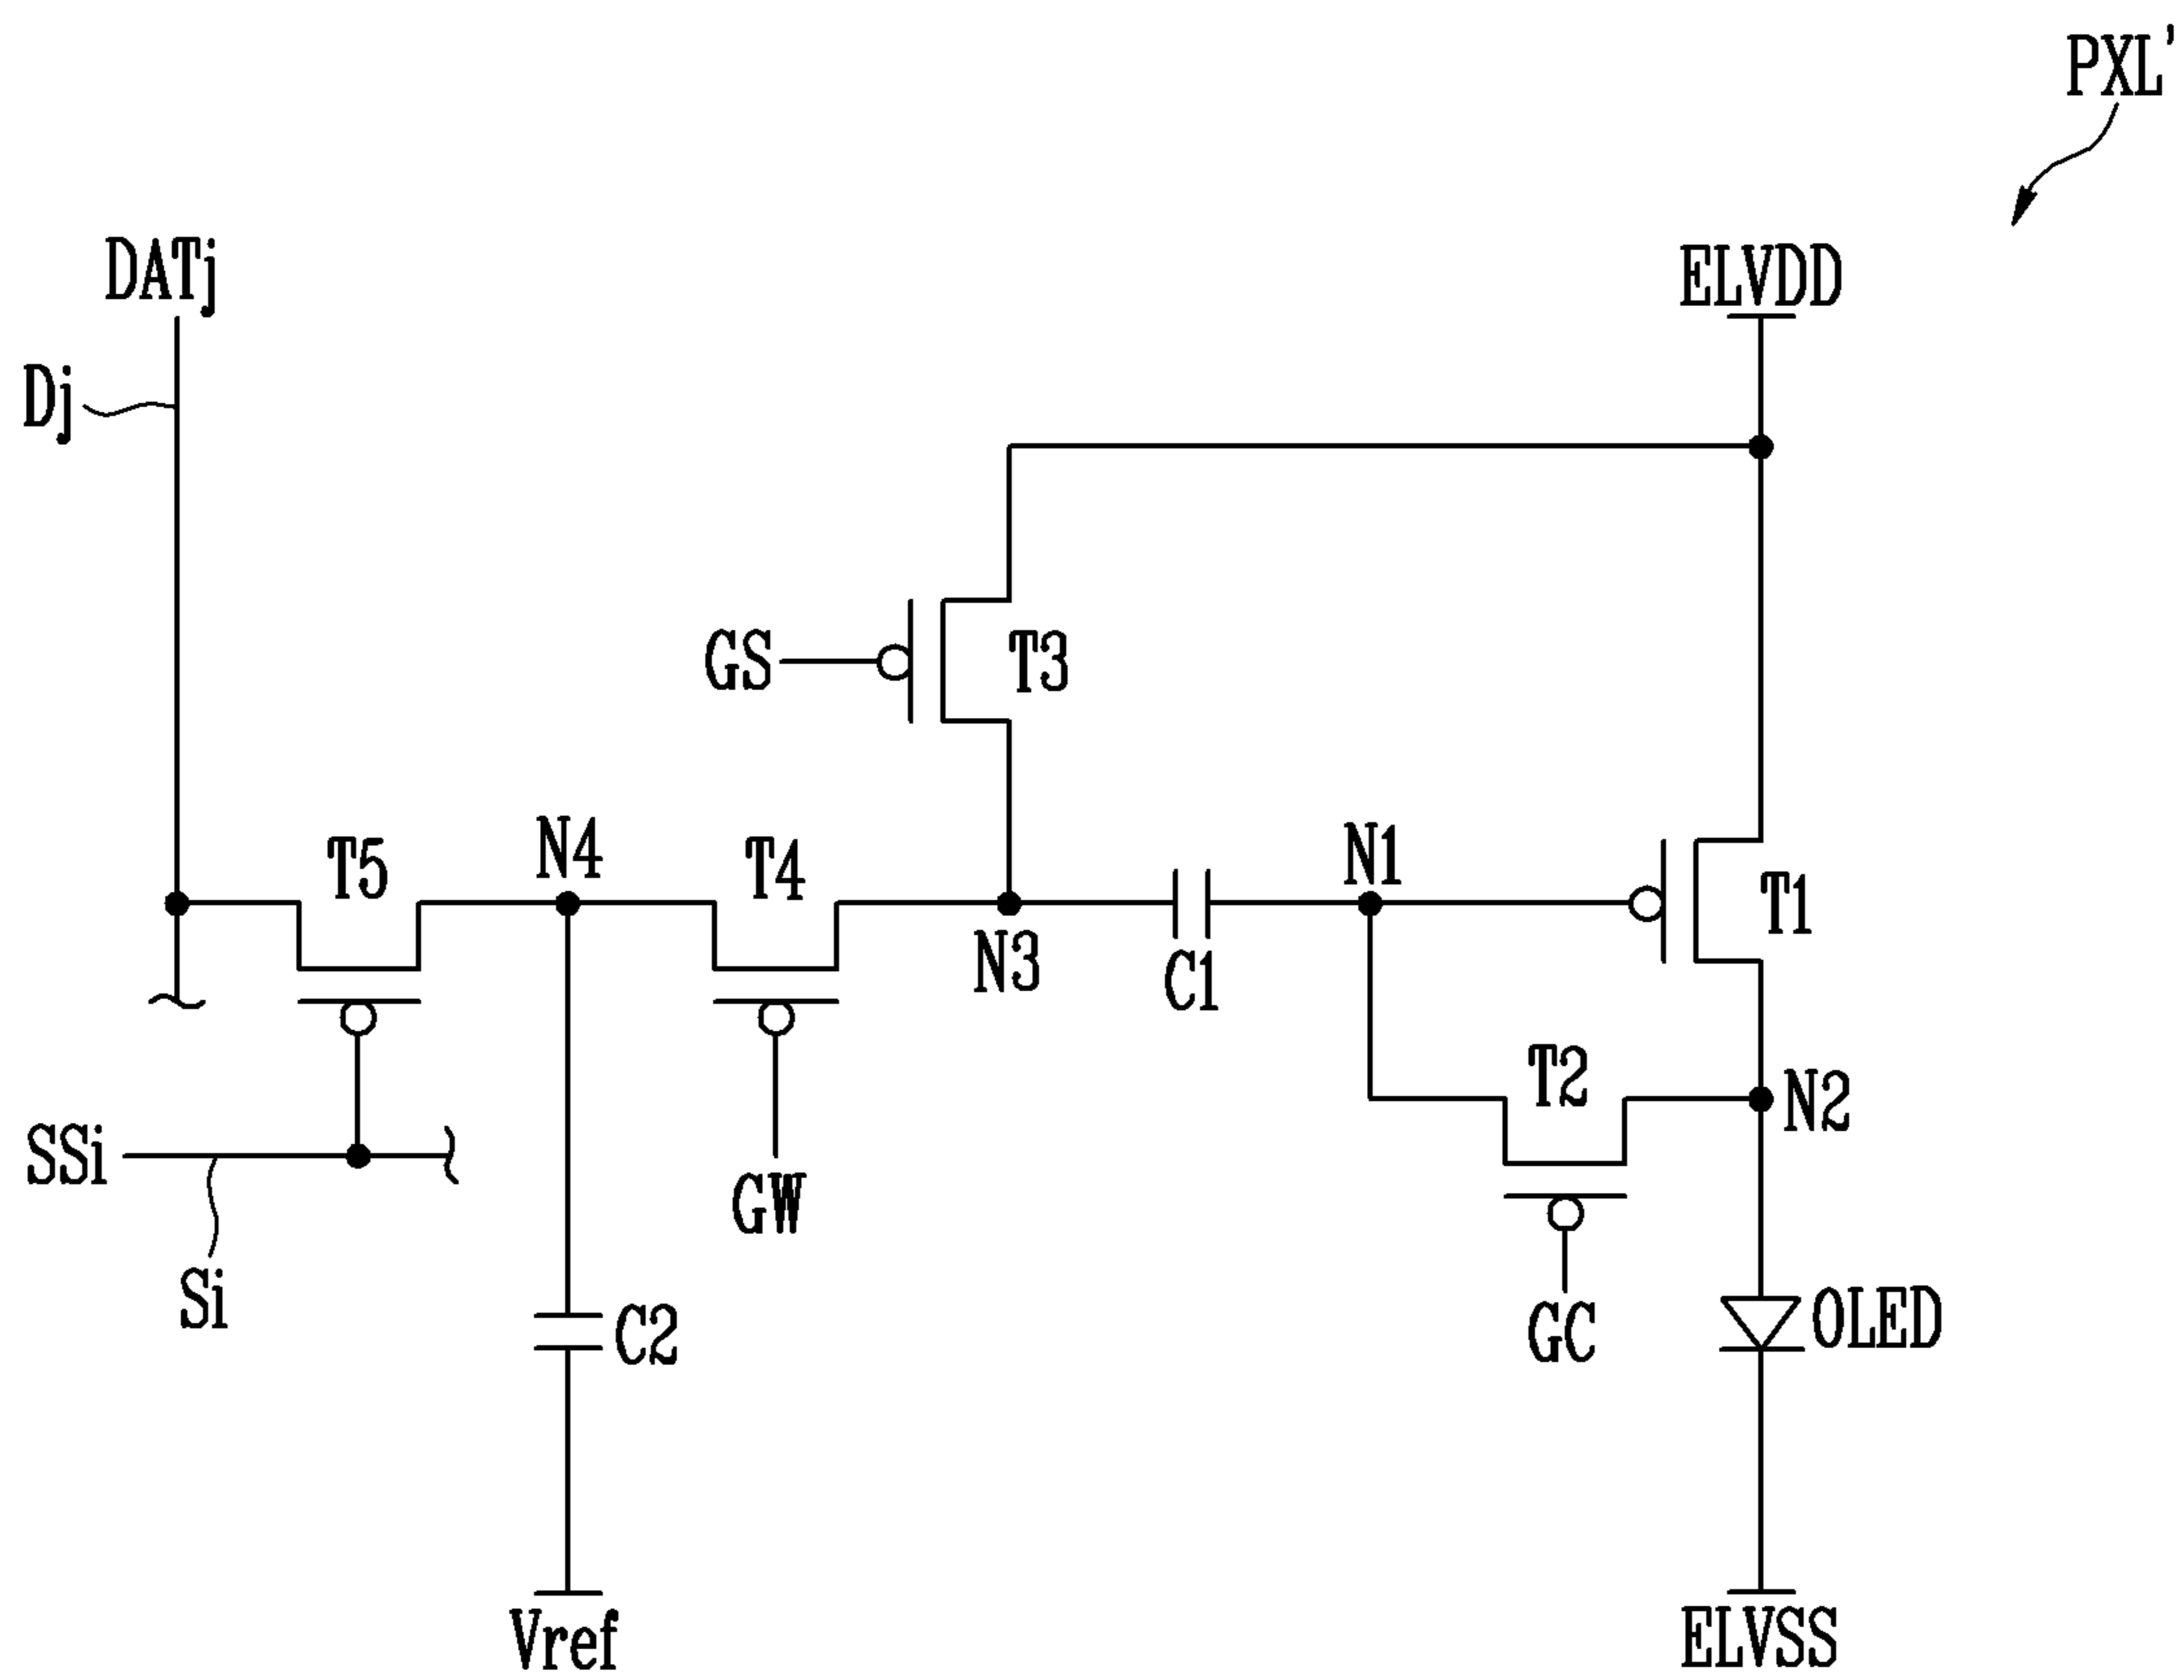 PXL'
DATj
ELVDD
Dj
GS
T3
T5
N4
T4
N1
T1
N3
C1
T2
N2
SSi
GW
Si
C2
GC
OLED
Vref
ELVSS